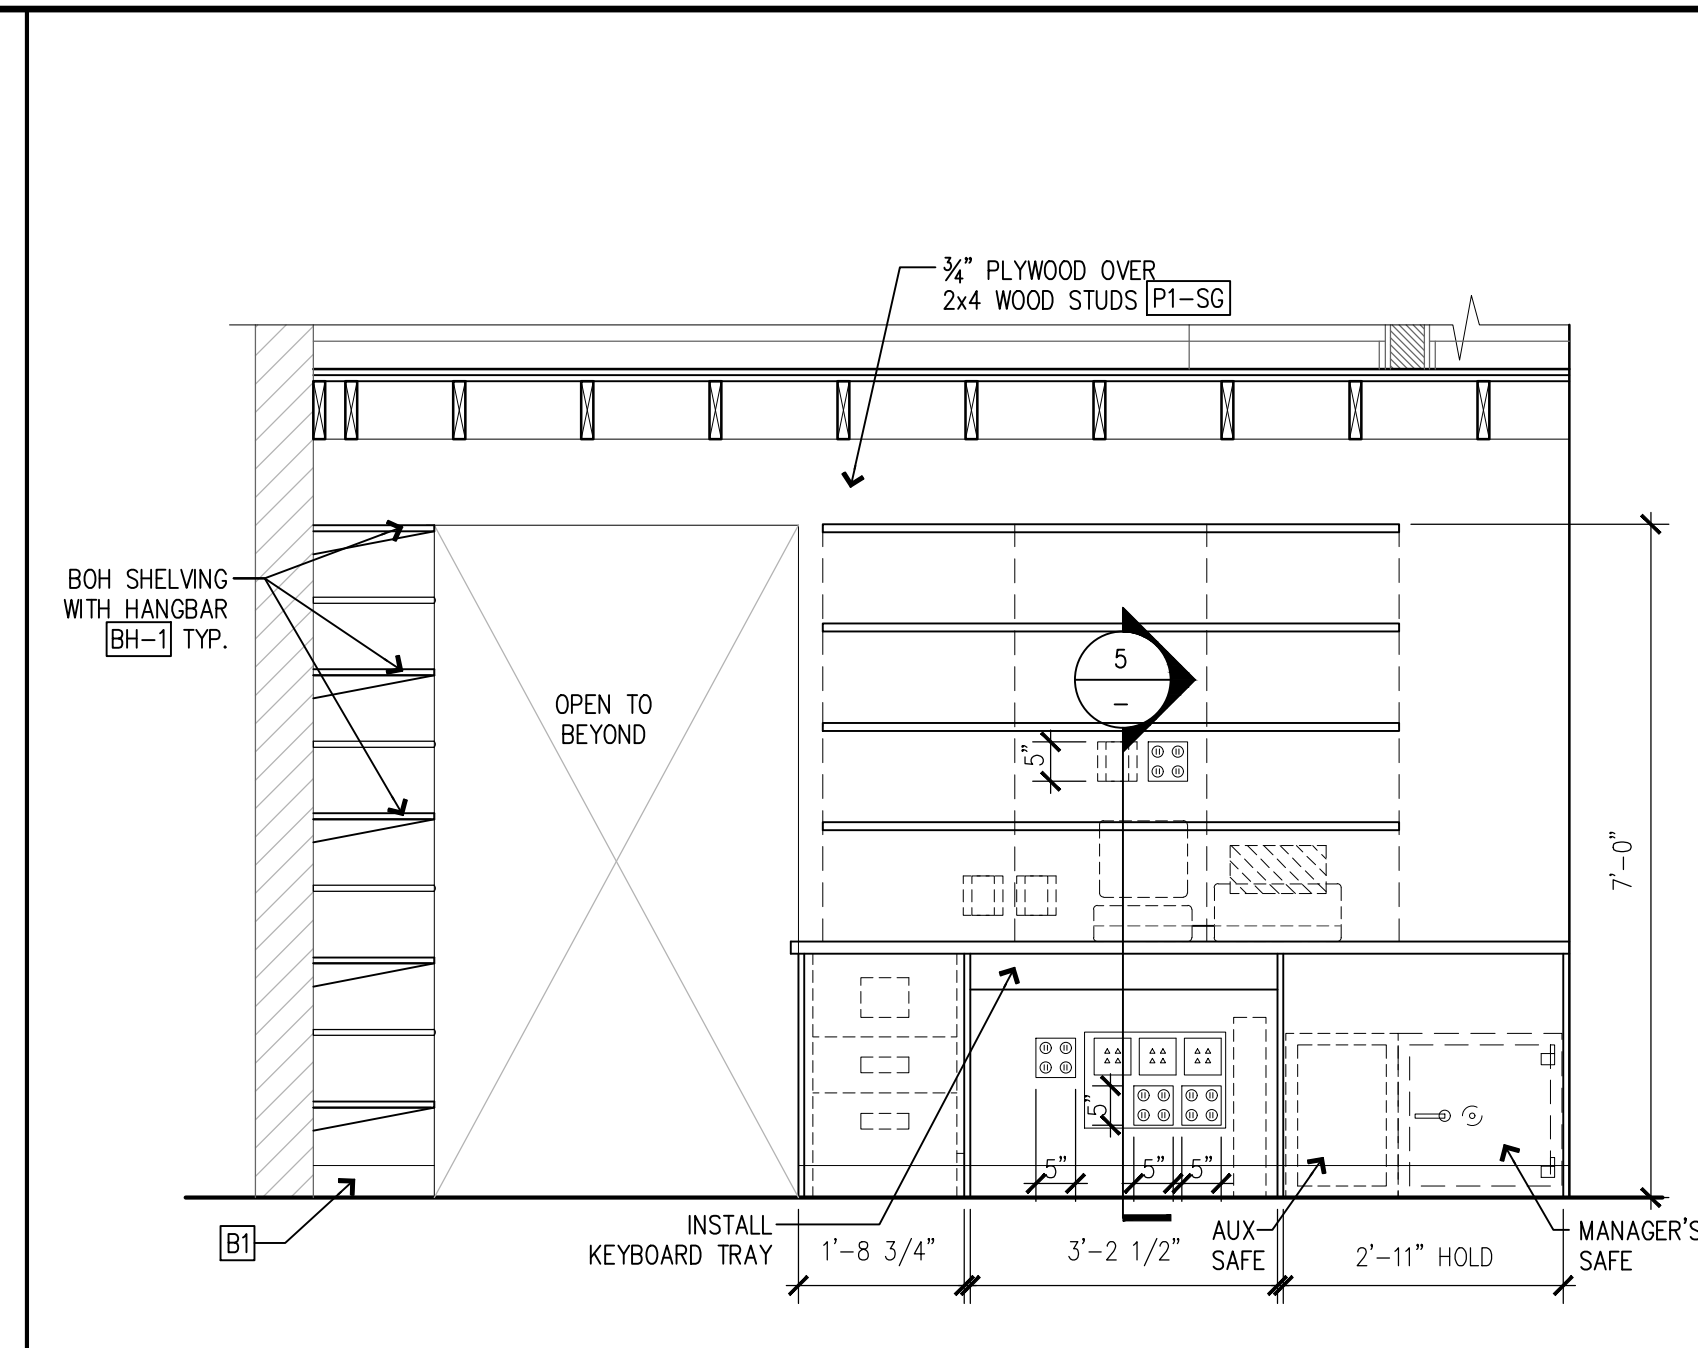 ¾" PLYWOOD OVER
2x4 WOOD STUDS P1-SG
BOH SHELVING
WITH HANGBAR
BH-1 TYP.
OPEN TO
BEYOND
5
-
5"
7'-0"
5"
5"
5"
5"
B1
INSTALL
KEYBOARD TRAY
1'-8 3/4"
3'-2 1/2"
AUX
SAFE
2'-11" HOLD
MANAGER'S
SAFE